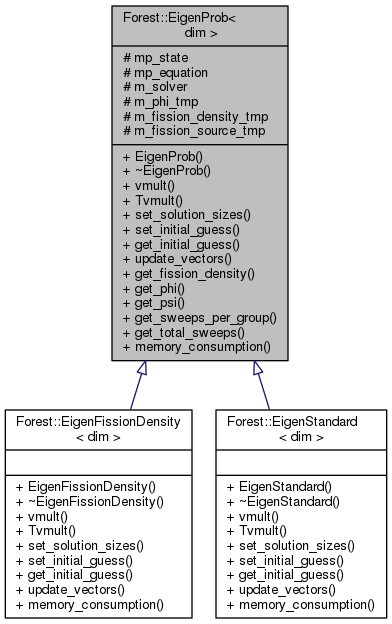 Forest::EigenProb<
dim >
# mp_state
# mp_equation
# m_solver
# m_phi_tmp
# m_fission_density_tmp
# m_fission_source_tmp
+ EigenProb()
+ ~EigenProb()
+ vmult()
+ Tvmult()
+ set_solution_sizes()
+ set_initial_guess()
+ get_initial_guess()
+ update_vectors()
+ get_fission_density()
+ get_phi()
+ get_psi()
+ get_sweeps_per_group()
+ get_total_sweeps()
+ memory_consumption()
Forest::EigenFissionDensity
< dim >
+ EigenFissionDensity()
+ ~EigenFissionDensity()
+ vmult()
+ Tvmult()
+ set_solution_sizes()
+ set_initial_guess()
+ get_initial_guess()
+ update_vectors()
+ memory_consumption()
Forest::EigenStandard
< dim >
+ EigenStandard()
+ ~EigenStandard()
+ vmult()
+ Tvmult()
+ set_solution_sizes()
+ set_initial_guess()
+ get_initial_guess()
+ update_vectors()
+ memory_consumption()